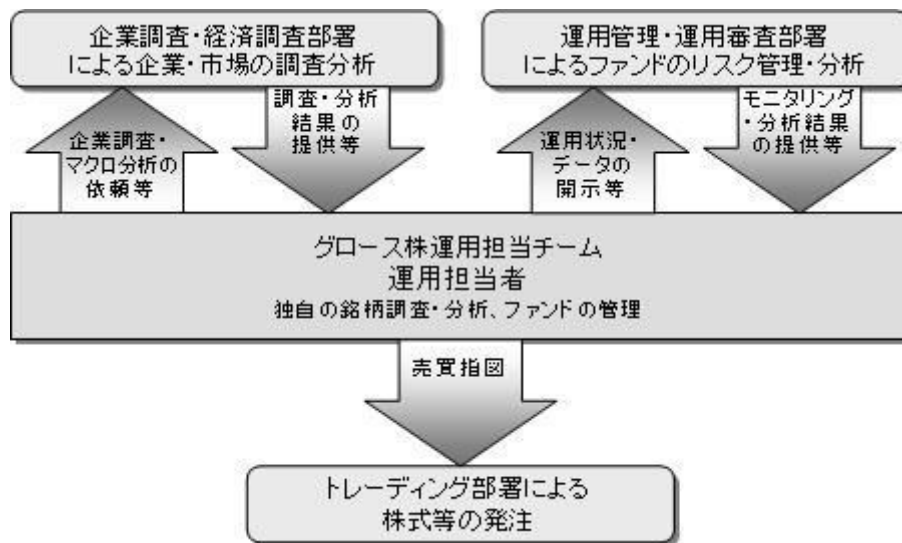 企業調査・経済調査部署
による企業・市場の調査分析
運用管理・運用審査部署
によるファンドのリスク管理・分析
企業調査・
マクロ分析の
依頼等
調査・分析
結果の
提供等
運用状況・
データの
開示等
モニタリング
・分析結果
の提供等
グロース株運用担当チーム
運用担当者
独自の銘柄調査・分析、ファンドの管理
売買指図
トレーディング部署による
株式等の発注